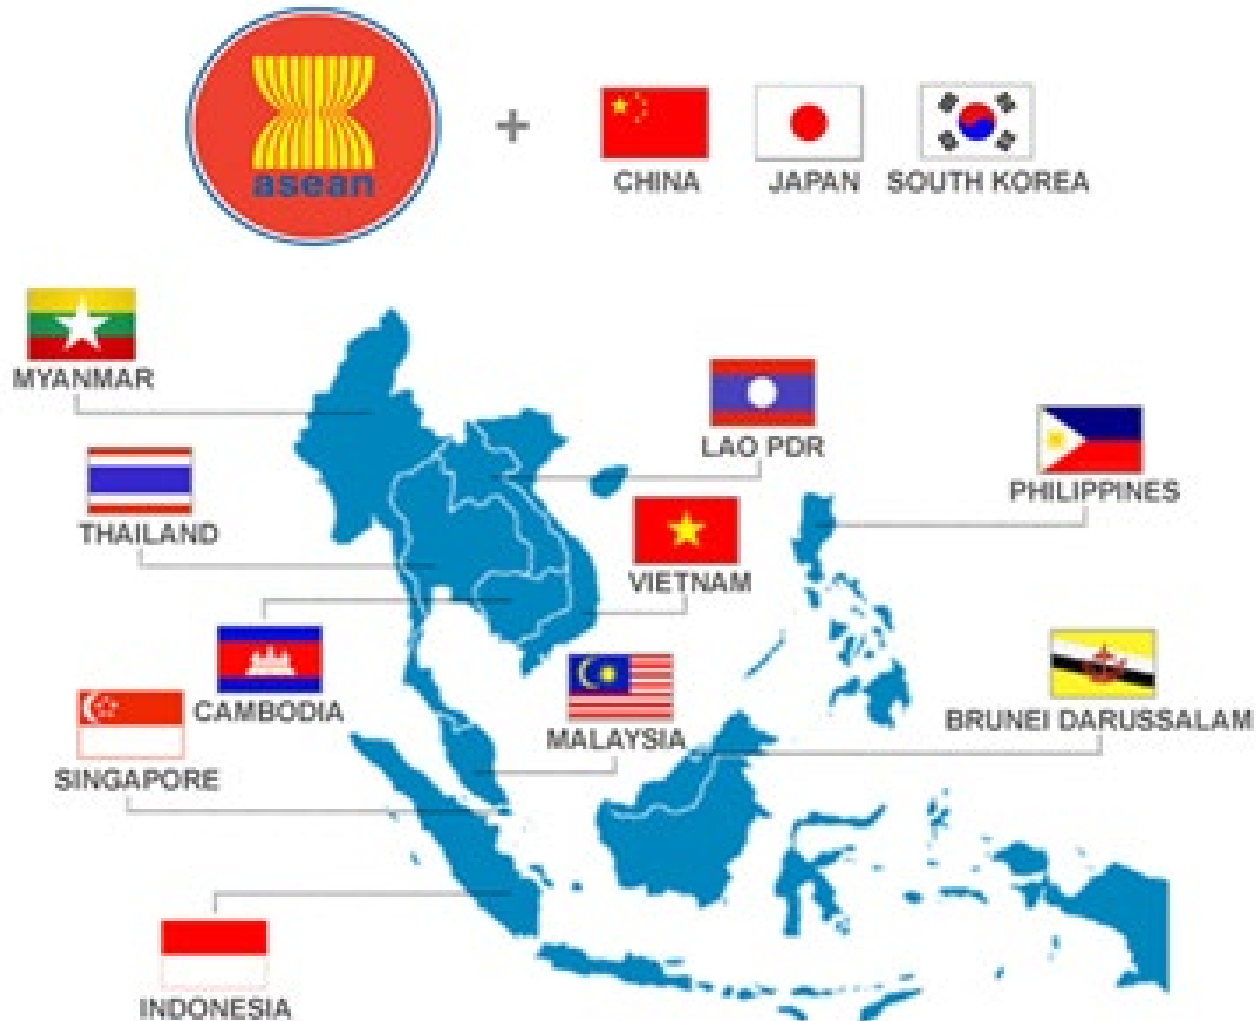 asean
+
CHINA
JAPAN
SOUTH KOREA
MYANMAR
LAO PDR
PHILIPPINES
THAILAND
VIETNAM
CAMBODIA
MALAYSIA
BRUNEI DARUSSALAM
SINGAPORE
INDONESIA